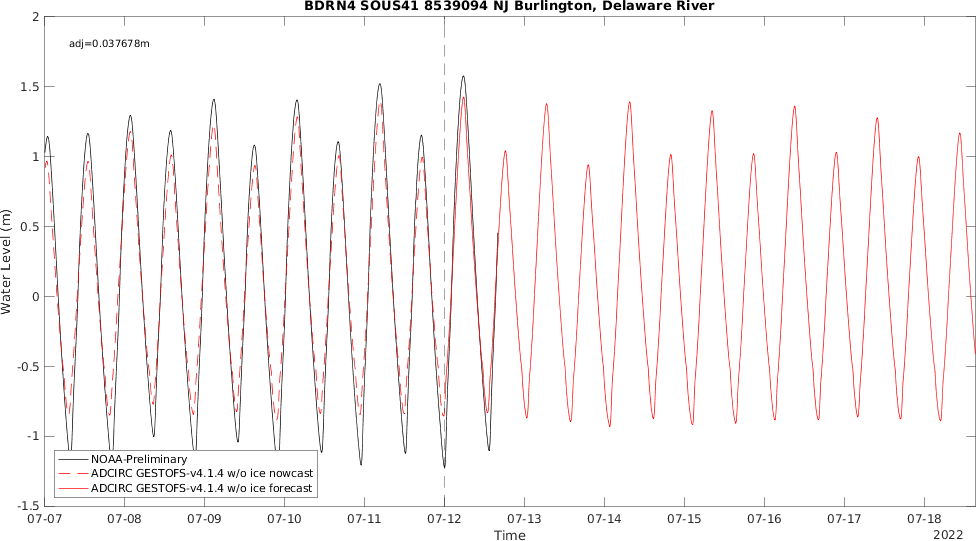 BDRN4 SOUS41 8539094 NJ Burlington, Delaware River
adj=0.037678m
2
1.5
1
0.5
0
-0.5
-1
-1.5
Water Level (m)
NOAA-Preliminary
ADCIRC GESTOFS-v4.1.4 w/o ice nowcast
ADCIRC GESTOFS-v4.1.4 w/o ice forecast
07-07 07-08 07-09 07-10 07-11 07-12 07-13 07-14 07-15 07-16 07-17 07-18
Time
2022